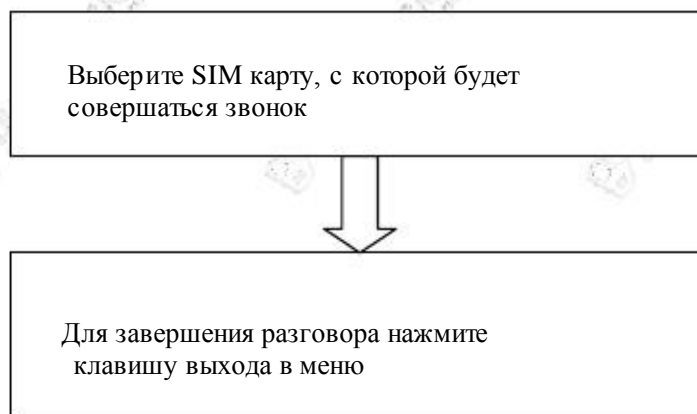 Выберите SIM карту, с которой будет
совершаться звонок
Для завершения разговора нажмите
клавишу выхода в меню